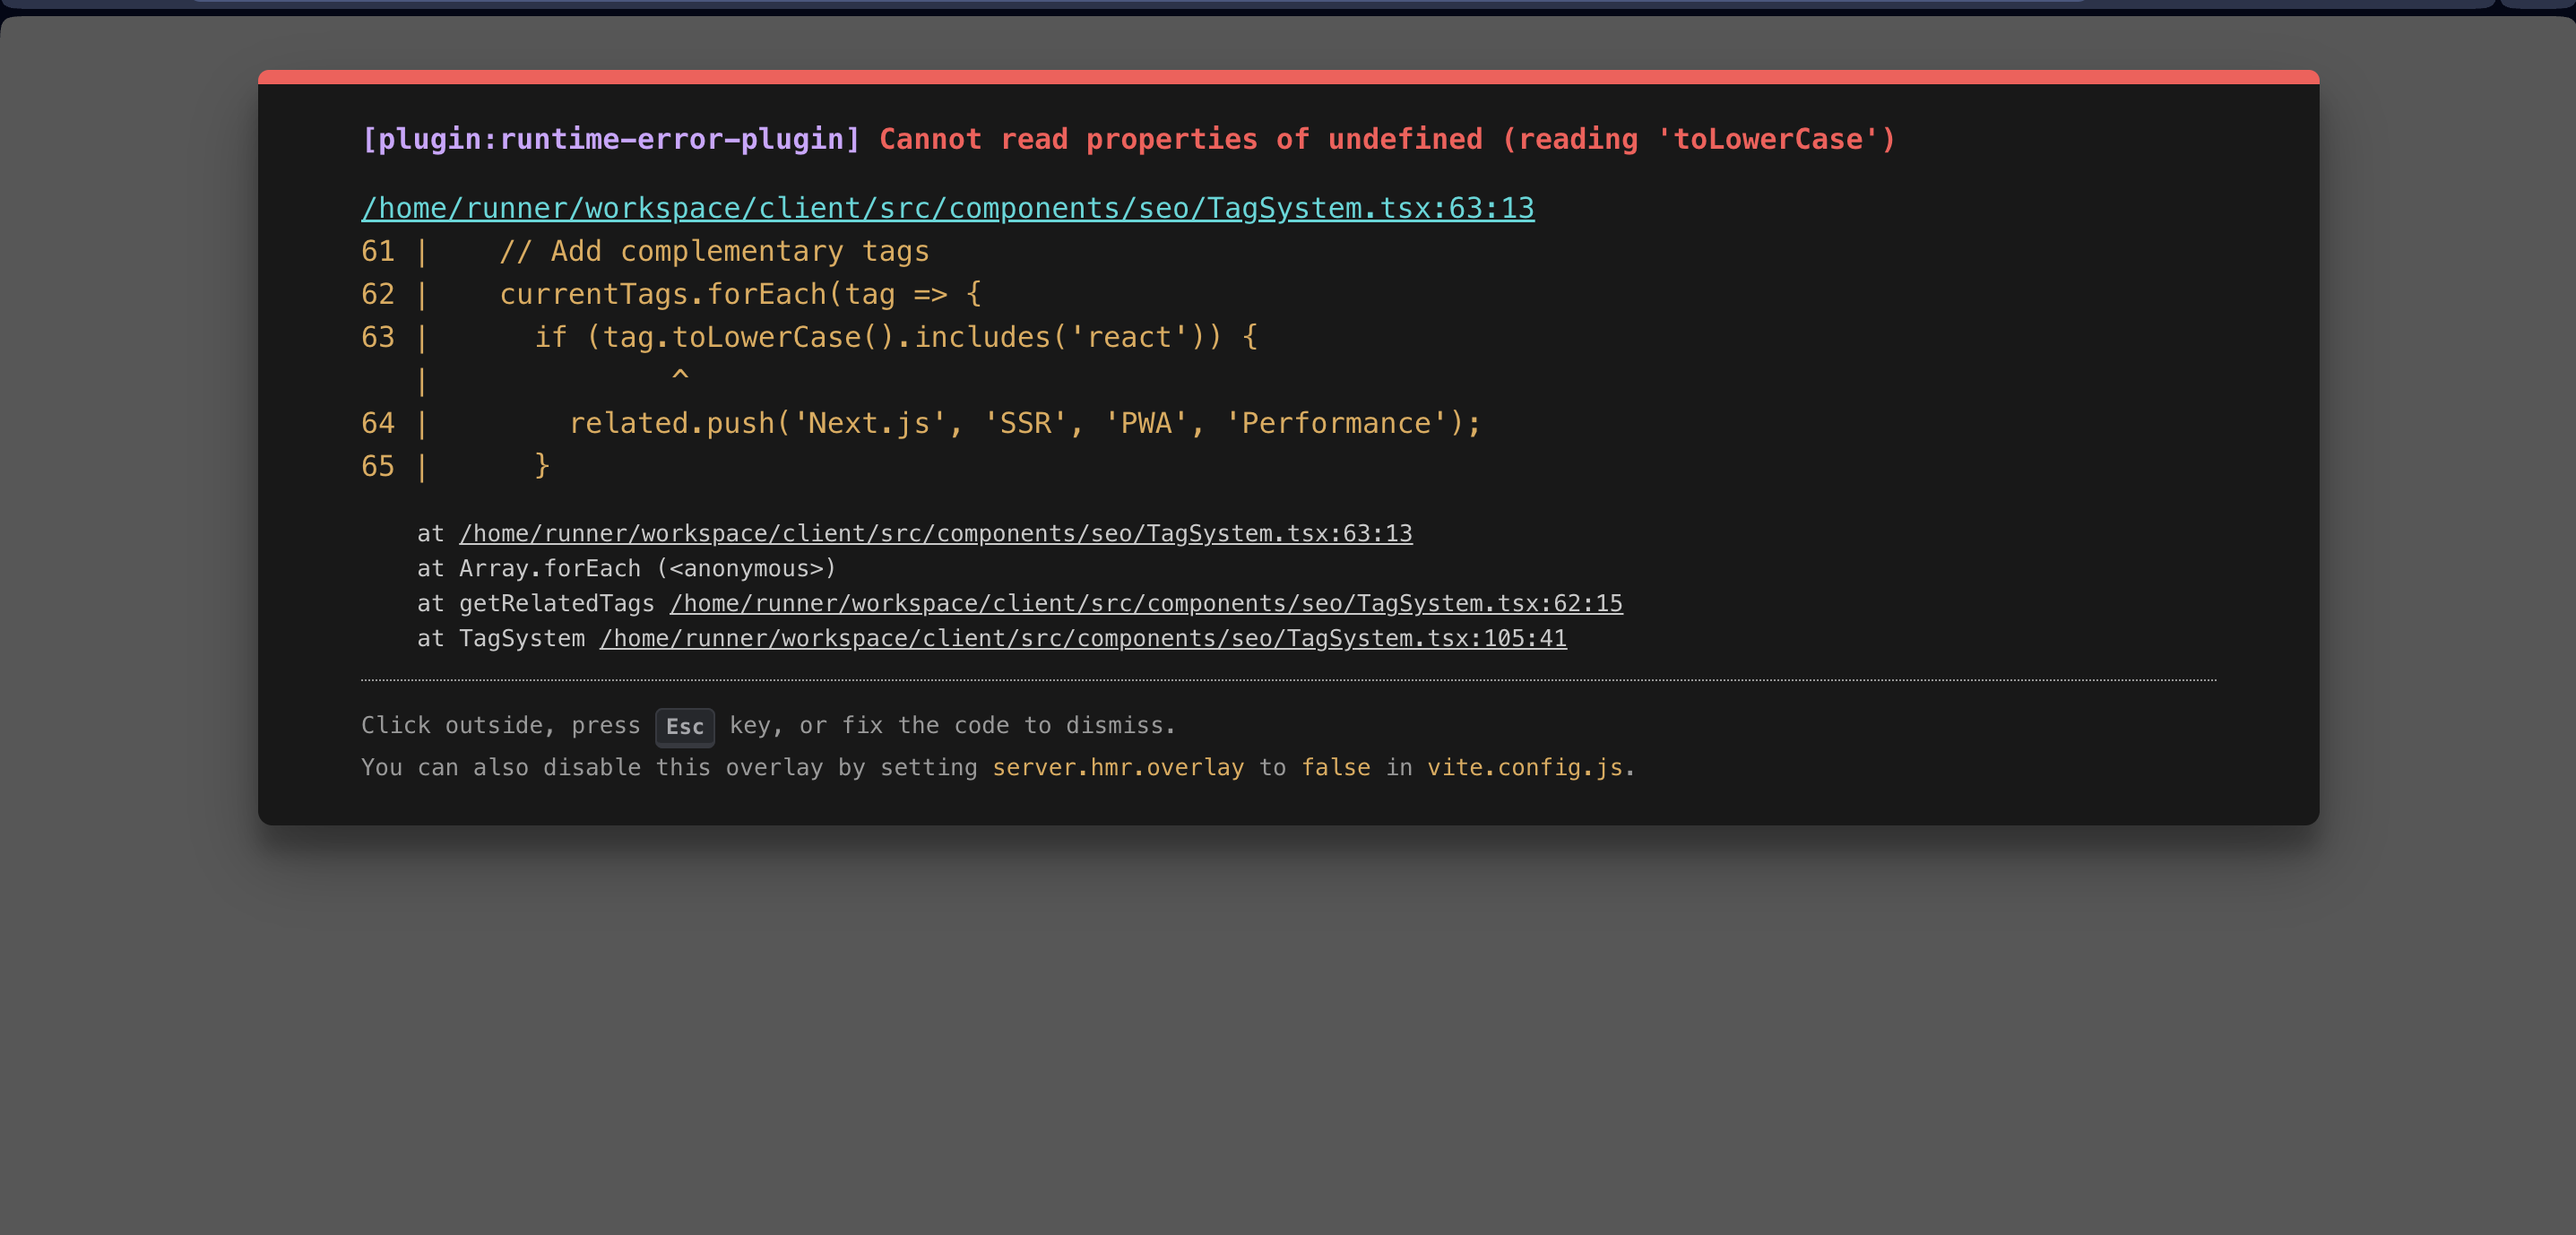 [plugin:runtime-error-plugin] Cannot read properties of undefined (reading 'toLowerCase')
/home/runner/workspace/client/src/components/seo/TagSystem.tsx:63:13
61 |    // Add complementary tags
62 |    currentTags.forEach(tag => {
63 |      if (tag.toLowerCase().includes('react')) {
   |              ^
64 |        related.push('Next.js', 'SSR', 'PWA', 'Performance');
65 |      }
at /home/runner/workspace/client/src/components/seo/TagSystem.tsx:63:13
at Array.forEach (<anonymous>)
at getRelatedTags /home/runner/workspace/client/src/components/seo/TagSystem.tsx:62:15
at TagSystem /home/runner/workspace/client/src/components/seo/TagSystem.tsx:105:41
Click outside, press Esc key, or fix the code to dismiss.
You can also disable this overlay by setting server.hmr.overlay to false in vite.config.js.